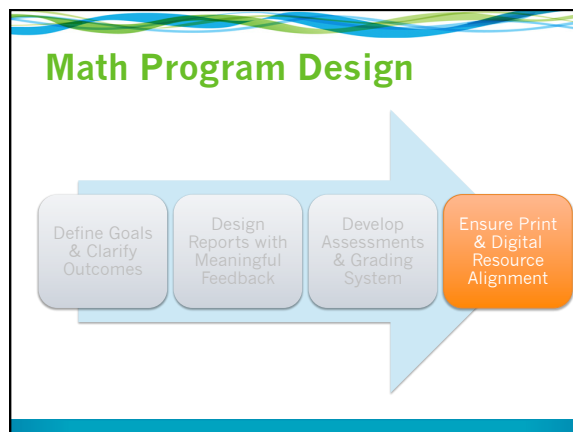 Math Program Design
Define Goals
& Clarify
Outcomes
Design
Reports with
Meaningful
Feedback
Develop
Assessments
& Grading
System
Ensure Print
& Digital
Resource
Alignment